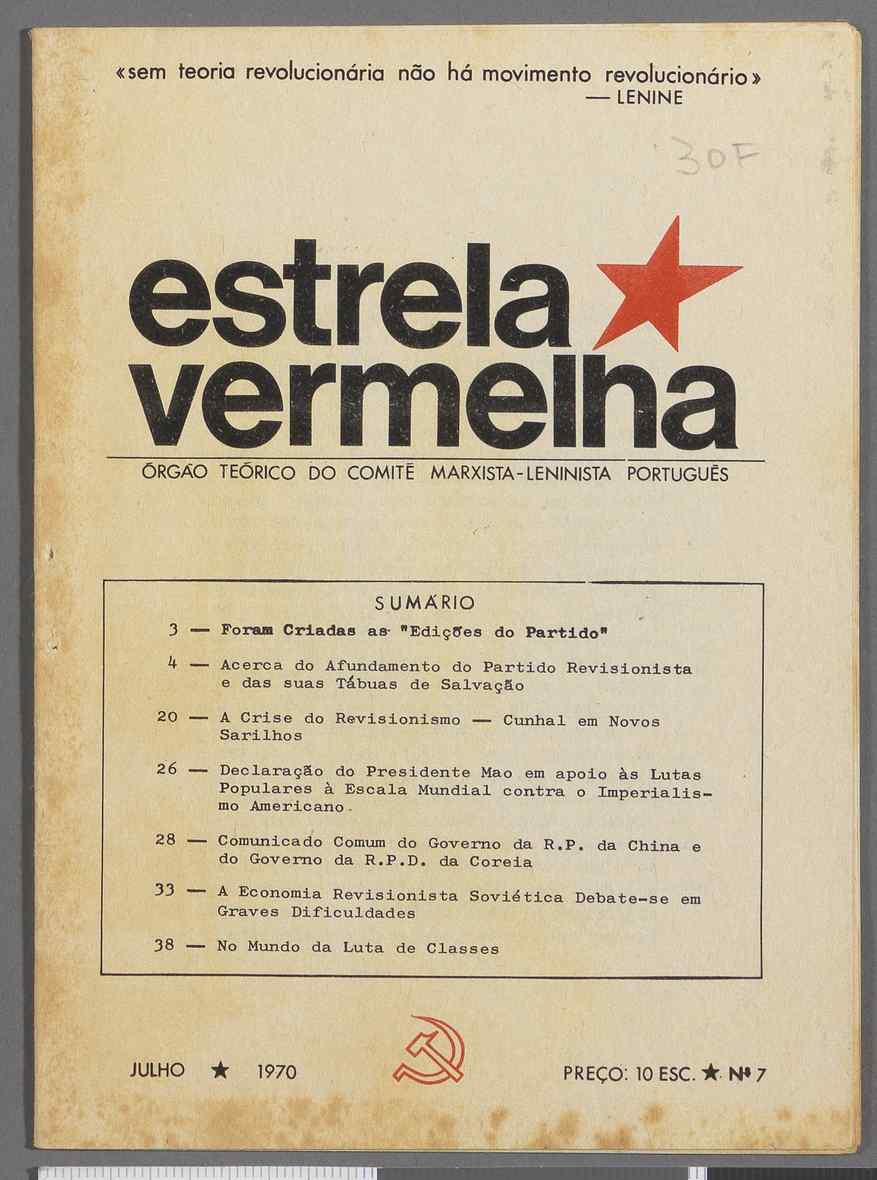 «sem teoria revolucionária não há movimento revolucionário»
— LENINE
30F
estrela
vermelha
ÓRGÃO TEÓRICO DO COMITÉ MARXISTA-LENINISTA PORTUGUÊS
SUMÁRIO
3 — Foram Criadas as "Edições do Partido"
4 — Acerca do Afundamento do Partido Revisionista
e das suas Tábuas de Salvação
20 — A Crise do Revisionismo — Cunhal em Novos
Sarilhos
26 — Declaração do Presidente Mao em apoio às Lutas
Populares à Escala Mundial contra o Imperialis-
mo Americano.
28 — Comunicado Comum do Governo da R.P. da China e
do Governo da R.P.D. da Coreia
33 — A Economia Revisionista Soviética Debate-se em
Graves Dificuldades
38 — No Mundo da Luta de Classes
JULHO ★ 1970
PREÇO: 10 ESC. ★ Nº 7